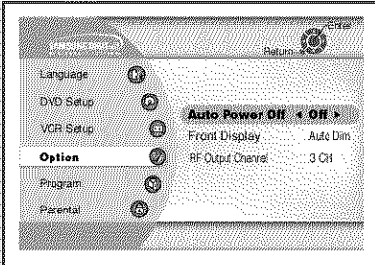 Enter
Return
Language
DVD Setup
VCR Setup
Option
Program
Parental
Auto Power Off ◄ Off ►
Front Display Auto Dim
RF Output Channel 3 CH